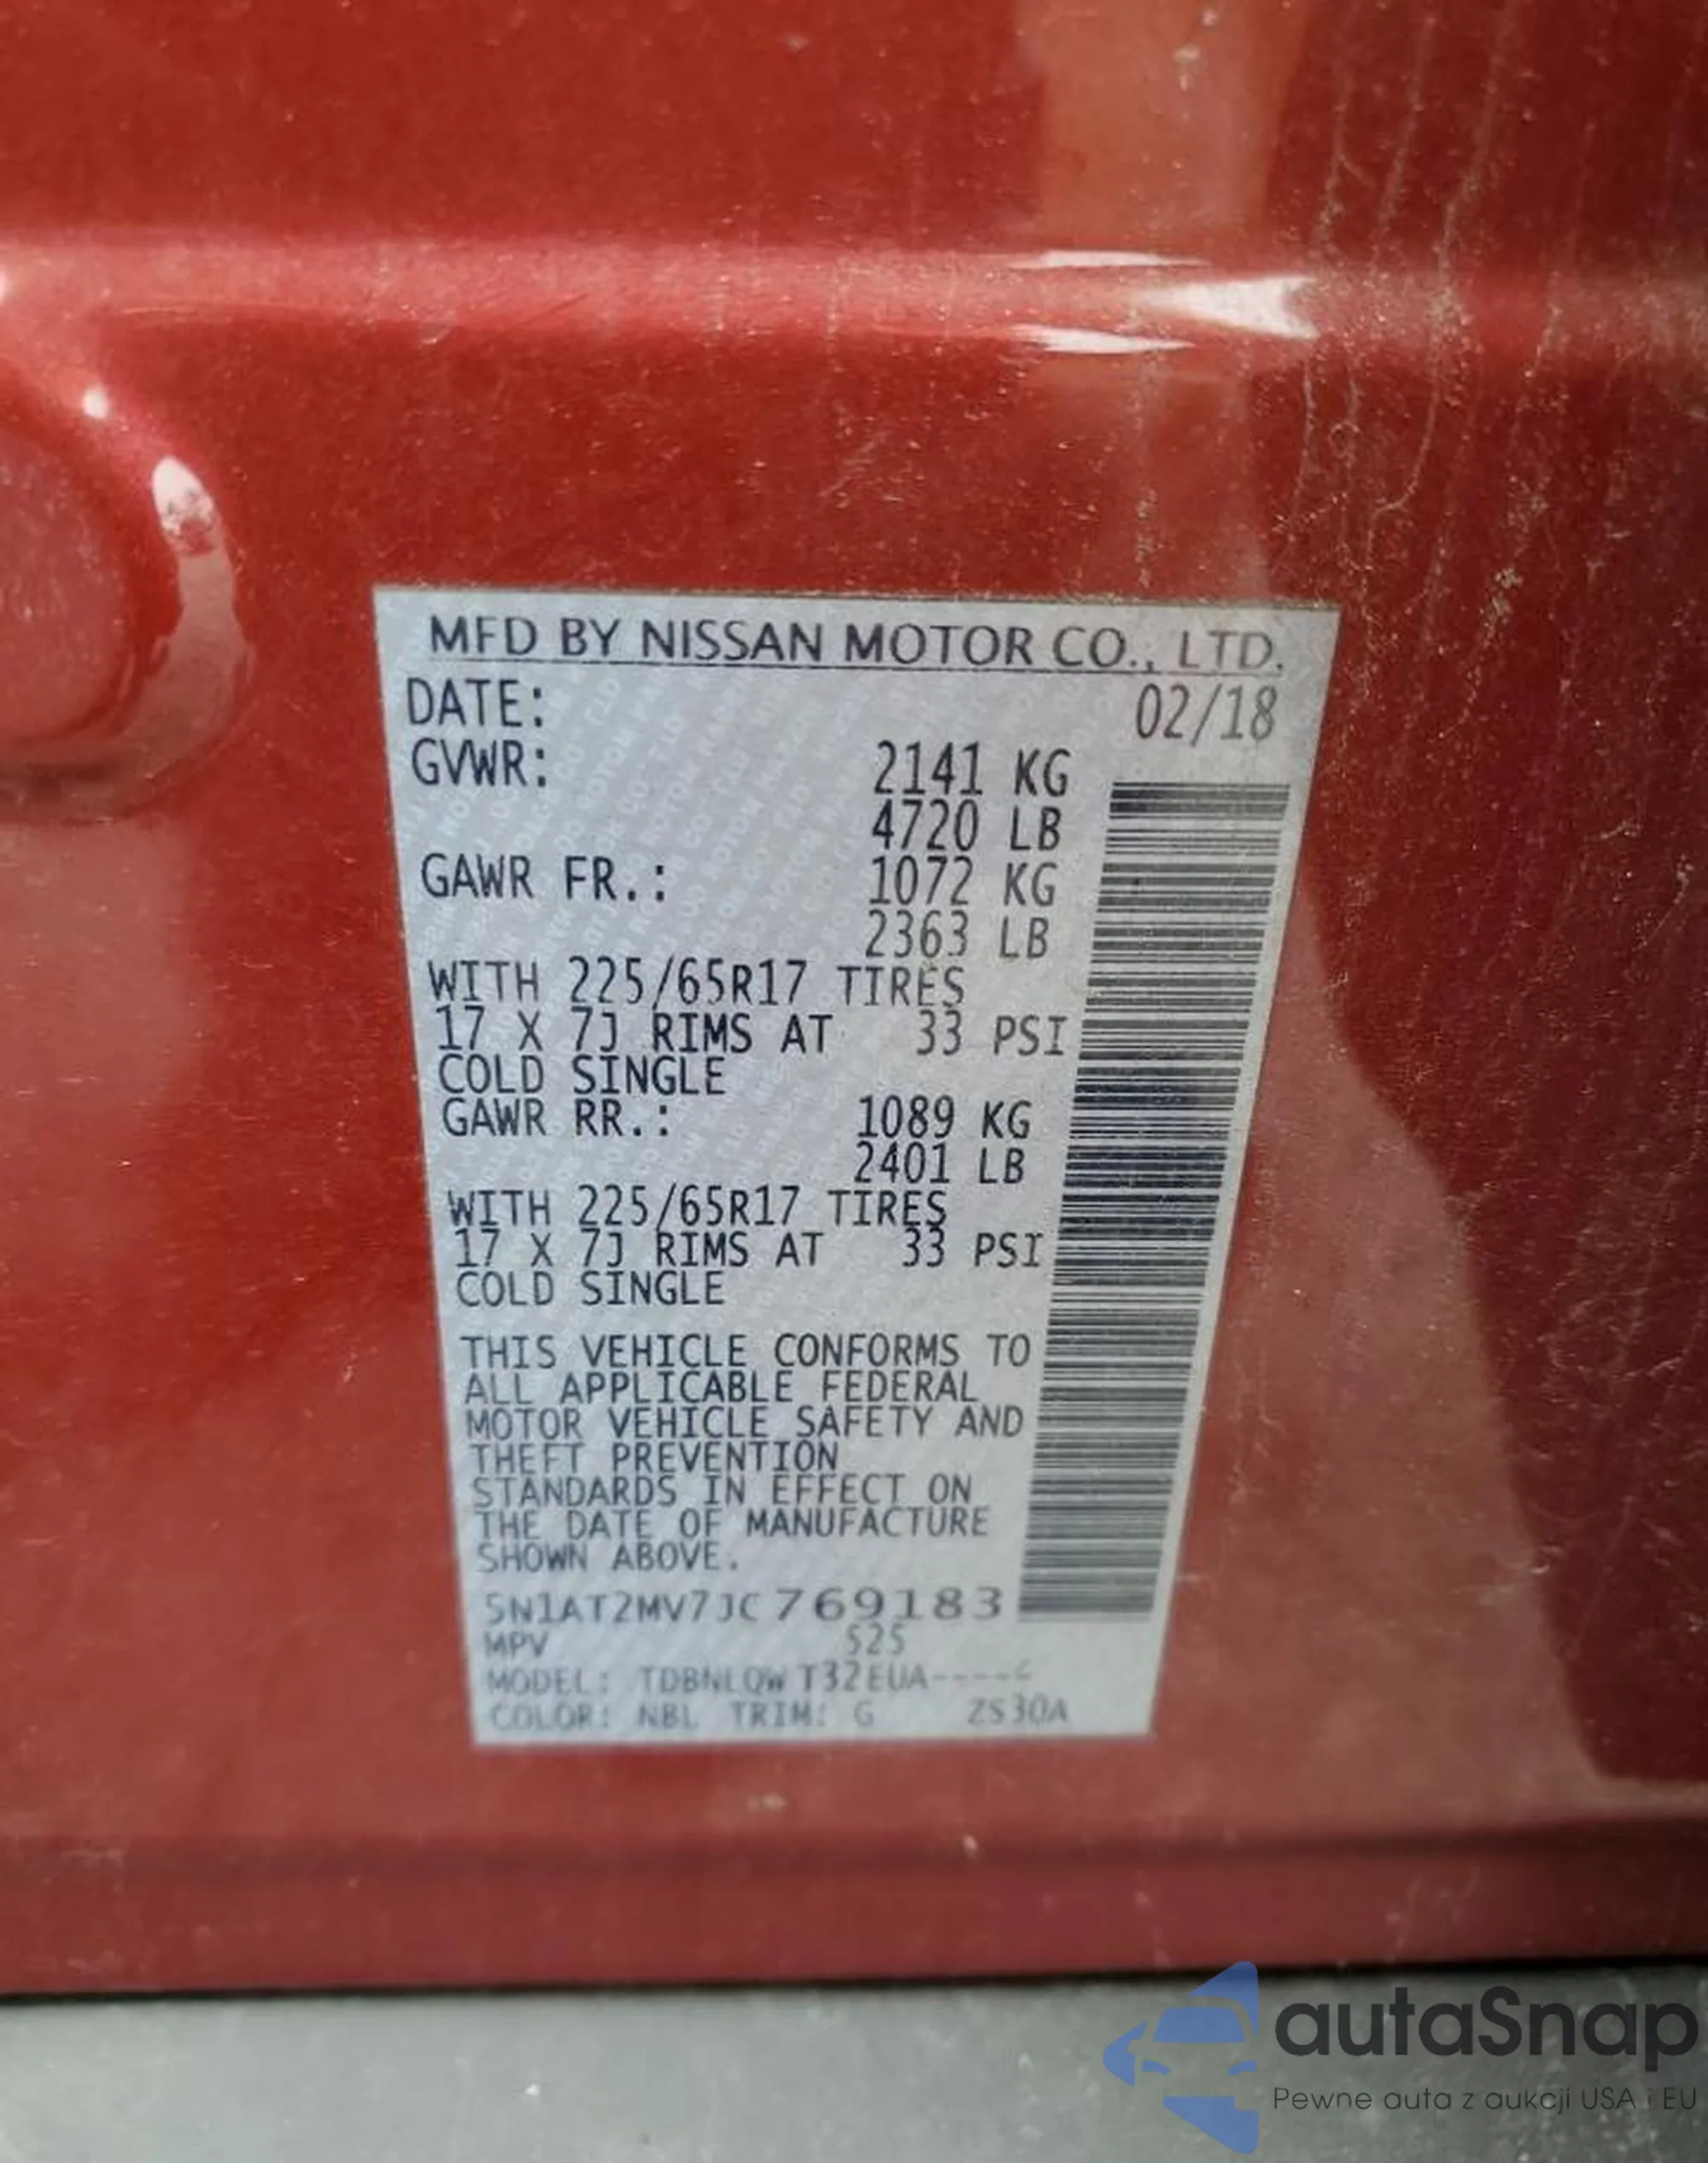 MFD BY NISSAN MOTOR CO., LTD.
DATE: 02/18
GVWR: 2141 KG
4720 LB
GAWR FR.: 1072 KG
2363 LB
WITH 225/65R17 TIRES
17 X 7J RIMS AT 33 PSI
COLD SINGLE
GAWR RR.: 1089 KG
2401 LB
WITH 225/65R17 TIRES
17 X 7J RIMS AT 33 PSI
COLD SINGLE
THIS VEHICLE CONFORMS TO
ALL APPLICABLE FEDERAL
MOTOR VEHICLE SAFETY AND
THEFT PREVENTION
STANDARDS IN EFFECT ON
THE DATE OF MANUFACTURE
SHOWN ABOVE.
5N1AT2MV7JC769183
MPV 525
MODEL: TDBNLQW T32EUA-----
COLOR: NBL TRIM: G ZS30A
autaSnap
Pewne auta z aukcji USA i EU